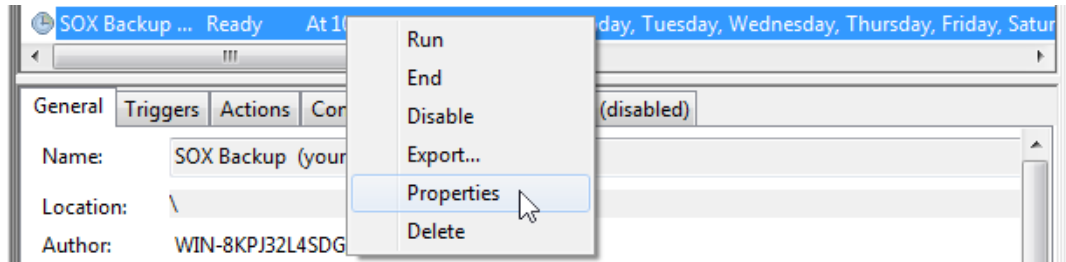 SOX Backup ... Ready At 10 day, Tuesday, Wednesday, Thursday, Friday, Satur
Run
End
Disable
Export...
Properties
Delete
General Triggers Actions Con (disabled)
Name: SOX Backup (your
Location: \
Author: WIN-8KPJ32L4SDG